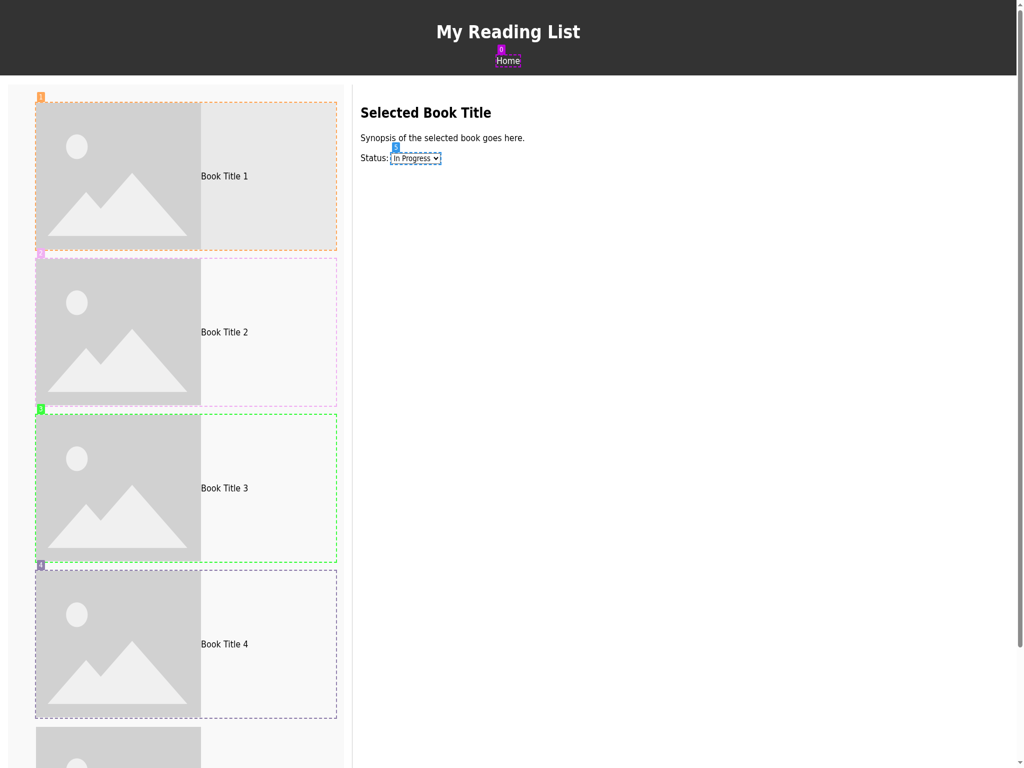 My Reading List
0
Home
1
Book Title 1
2
Book Title 2
3
Book Title 3
4
Book Title 4
Selected Book Title
Synopsis of the selected book goes here.
5
Status: In Progress